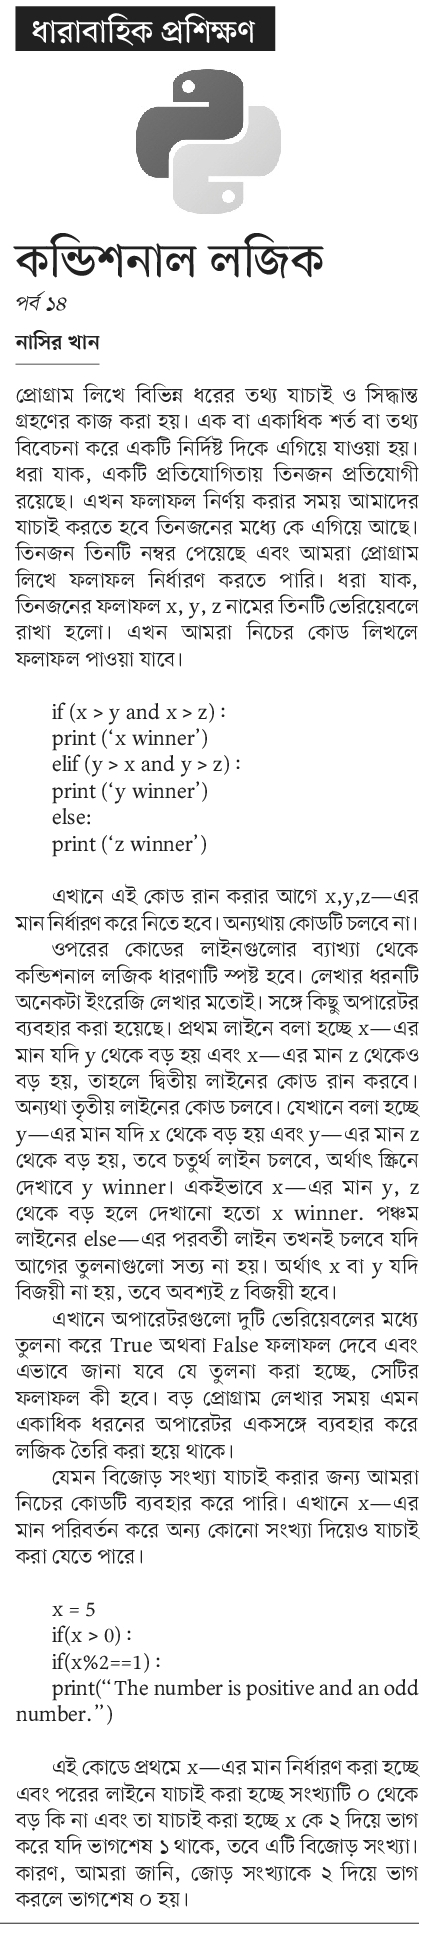 ধারাবাহিক প্রশিক্ষণ
কন্ডিশনাল লজিক
পর্ব ১৪
নাসির খান
প্রোগ্রাম লিখে বিভিন্ন ধরের তথ্য যাচাই ও সিদ্ধান্ত
গ্রহণের কাজ করা হয়। এক বা একাধিক শর্ত বা তথ্য
বিবেচনা করে একটি নির্দিষ্ট দিকে এগিয়ে যাওয়া হয়।
ধরা যাক, একটি প্রতিযোগিতায় তিনজন প্রতিযোগী
রয়েছে। এখন ফলাফল নির্ণয় করার সময় আমাদের
যাচাই করতে হবে তিনজনের মধ্যে কে এগিয়ে আছে।
তিনজন তিনটি নম্বর পেয়েছে এবং আমরা প্রোগ্রাম
লিখে ফলাফল নির্ধারণ করতে পারি। ধরা যাক,
তিনজনের ফলাফল x, y, z নামের তিনটি ভেরিয়েবলে
রাখা হলো। এখন আমরা নিচের কোড লিখলে
ফলাফল পাওয়া যাবে।
if (x > y and x > z) :
print (‘x winner’)
elif (y > x and y > z) :
print (‘y winner’)
else:
print (‘z winner’)
এখানে এই কোড রান করার আগে x,y,z—এর
মান নির্ধারণ করে নিতে হবে। অন্যথায় কোডটি চলবে না।
ওপরের কোডের লাইনগুলোর ব্যাখ্যা থেকে
কন্ডিশনাল লজিক ধারণাটি স্পষ্ট হবে। লেখার ধরনটি
অনেকটা ইংরেজি লেখার মতোই। সঙ্গে কিছু অপারেটর
ব্যবহার করা হয়েছে। প্রথম লাইনে বলা হচ্ছে x—এর
মান যদি y থেকে বড় হয় এবং x—এর মান z থেকেও
বড় হয়, তাহলে দ্বিতীয় লাইনের কোড রান করবে।
অন্যথা তৃতীয় লাইনের কোড চলবে। যেখানে বলা হচ্ছে
y—এর মান যদি x থেকে বড় হয় এবং y—এর মান z
থেকে বড় হয়, তবে চতুর্থ লাইন চলবে, অর্থাৎ স্ক্রিনে
দেখাবে y winner। একইভাবে x—এর মান y, z
থেকে বড় হলে দেখানো হতো x winner. পঞ্চম
লাইনের else—এর পরবর্তী লাইন তখনই চলবে যদি
আগের তুলনাগুলো সত্য না হয়। অর্থাৎ x বা y যদি
বিজয়ী না হয়, তবে অবশ্যই z বিজয়ী হবে।
এখানে অপারেটরগুলো দুটি ভেরিয়েবলের মধ্যে
তুলনা করে True অথবা False ফলাফল দেবে এবং
এভাবে জানা যবে যে তুলনা করা হচ্ছে, সেটির
ফলাফল কী হবে। বড় প্রোগ্রাম লেখার সময় এমন
একাধিক ধরনের অপারেটর একসঙ্গে ব্যবহার করে
লজিক তৈরি করা হয়ে থাকে।
যেমন বিজোড় সংখ্যা যাচাই করার জন্য আমরা
নিচের কোডটি ব্যবহার করে পারি। এখানে x—এর
মান পরিবর্তন করে অন্য কোনো সংখ্যা দিয়েও যাচাই
করা যেতে পারে।
x = 5
if(x > 0) :
if(x%2==1) :
print(“The number is positive and an odd
number.”)
এই কোডে প্রথমে x—এর মান নির্ধারণ করা হচ্ছে
এবং পরের লাইনে যাচাই করা হচ্ছে সংখ্যাটি ০ থেকে
বড় কি না এবং তা যাচাই করা হচ্ছে x কে ২ দিয়ে ভাগ
করে যদি ভাগশেষ ১ থাকে, তবে এটি বিজোড় সংখ্যা।
কারণ, আমরা জানি, জোড় সংখ্যাকে ২ দিয়ে ভাগ
করলে ভাগশেষ ০ হয়।